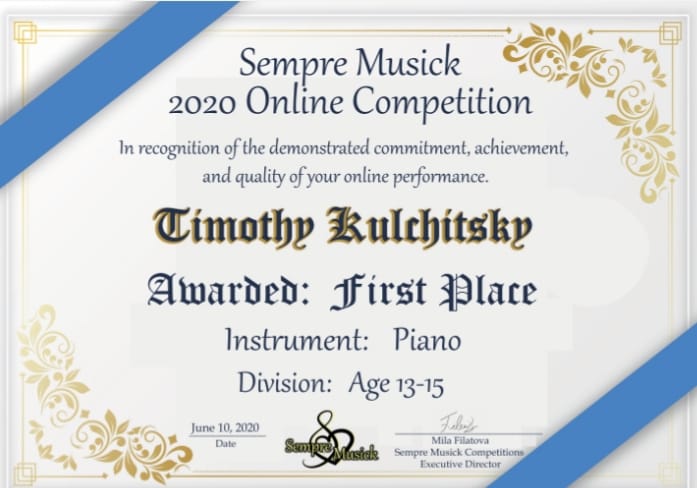 Sempre Musick
2020 Online Competition
In recognition of the demonstrated commitment, achievement,
and quality of your online performance.
Timothy Kulchitsky
Awarded: First Place
Instrument: Piano
Division: Age 13-15
June 10, 2020
Date
Sempre Musick
Mila Filatova
Sempre Musick Competitions
Executive Director